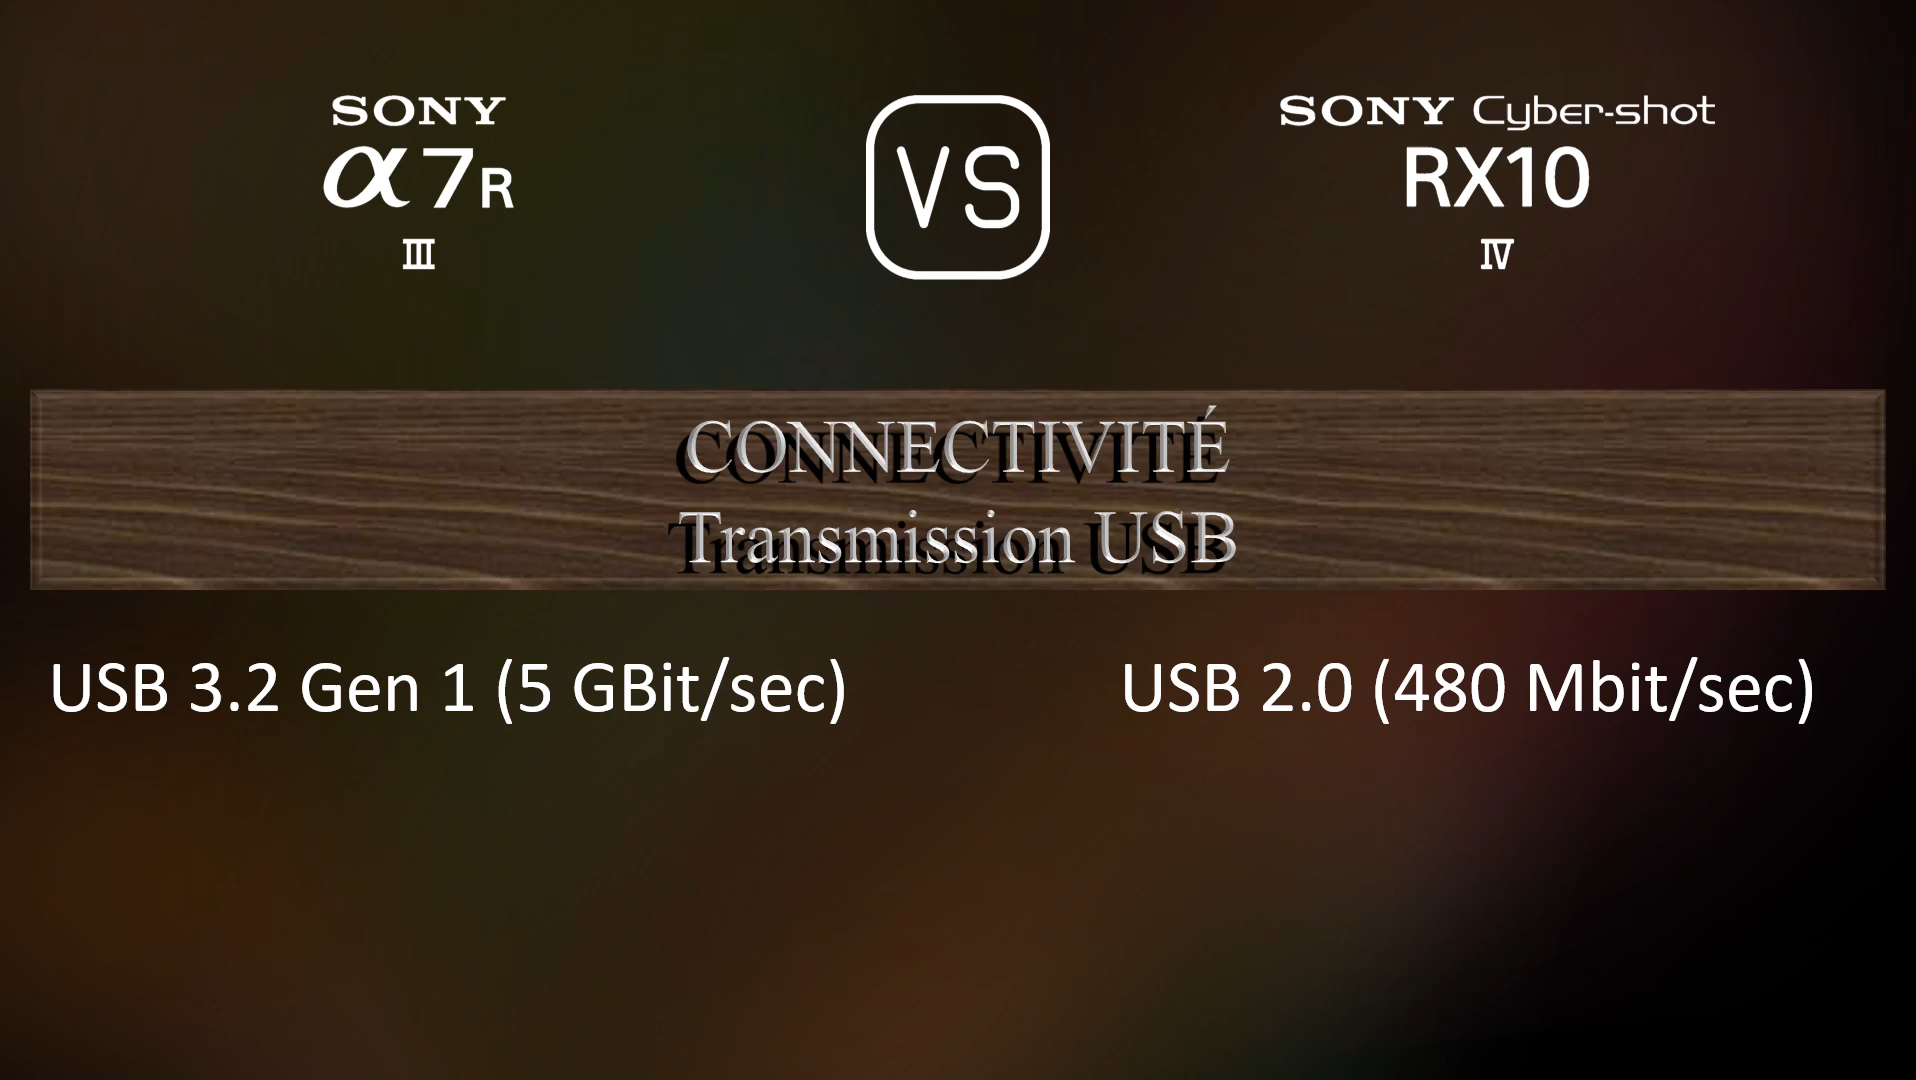 SONY
α7R
III
VS
SONY Cyber-shot
RX10
IV
CONNECTIVITÉ
Transmission USB
USB 3.2 Gen 1 (5 GBit/sec)
USB 2.0 (480 Mbit/sec)